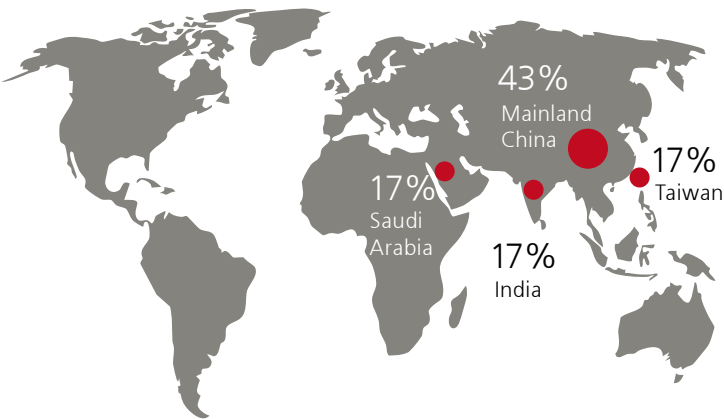 43%
Mainland
China
17%
Taiwan
17%
Saudi
Arabia
17%
India